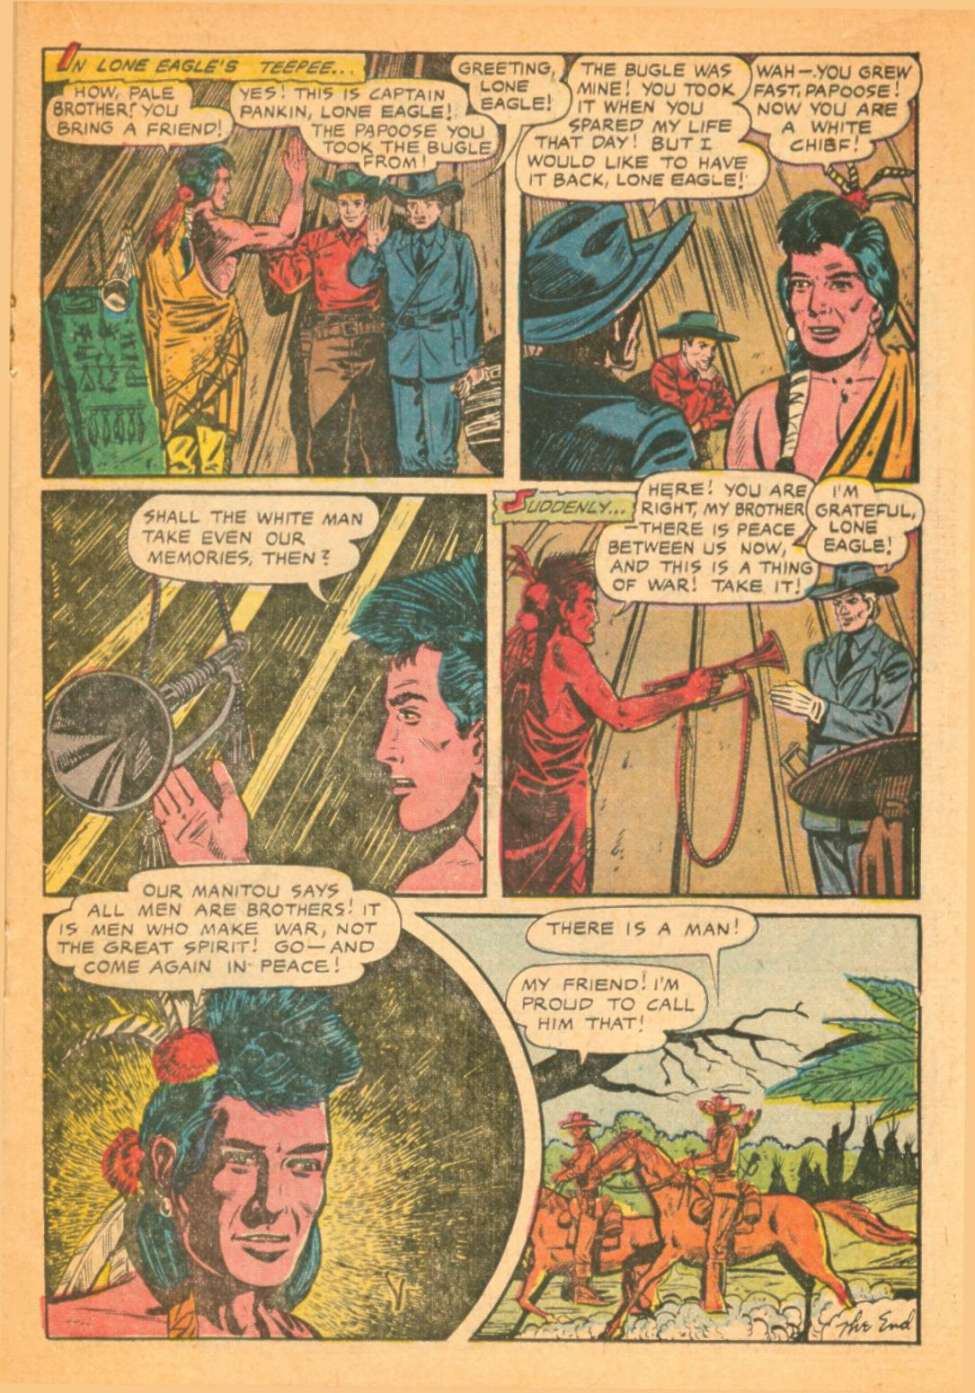 IN LONE EAGLE'S TEEPEE...
HOW, PALE
BROTHER! YOU
BRING A FRIEND!
YES! THIS IS CAPTAIN
PANKIN, LONE EAGLE!
THE PAPOOSE YOU
TOOK THE BUGLE
FROM!
GREETING,
LONE
EAGLE!
THE BUGLE WAS
MINE! YOU TOOK
IT WHEN YOU
SPARED MY LIFE
THAT DAY! BUT I
WOULD LIKE TO HAVE
IT BACK, LONE EAGLE!
WAH—YOU GREW
FAST, PAPOOSE!
NOW YOU ARE
A WHITE
CHIEF!
SHALL THE WHITE MAN
TAKE EVEN OUR
MEMORIES, THEN?
SUDDENLY...
HERE! YOU ARE
RIGHT, MY BROTHER
—THERE IS PEACE
BETWEEN US NOW,
AND THIS IS A THING
OF WAR! TAKE IT!
I'M
GRATEFUL,
LONE
EAGLE!
OUR MANITOU SAYS
ALL MEN ARE BROTHERS! IT
IS MEN WHO MAKE WAR, NOT
THE GREAT SPIRIT! GO—AND
COME AGAIN IN PEACE!
THERE IS A MAN!
MY FRIEND! I'M
PROUD TO CALL
HIM THAT!
The End